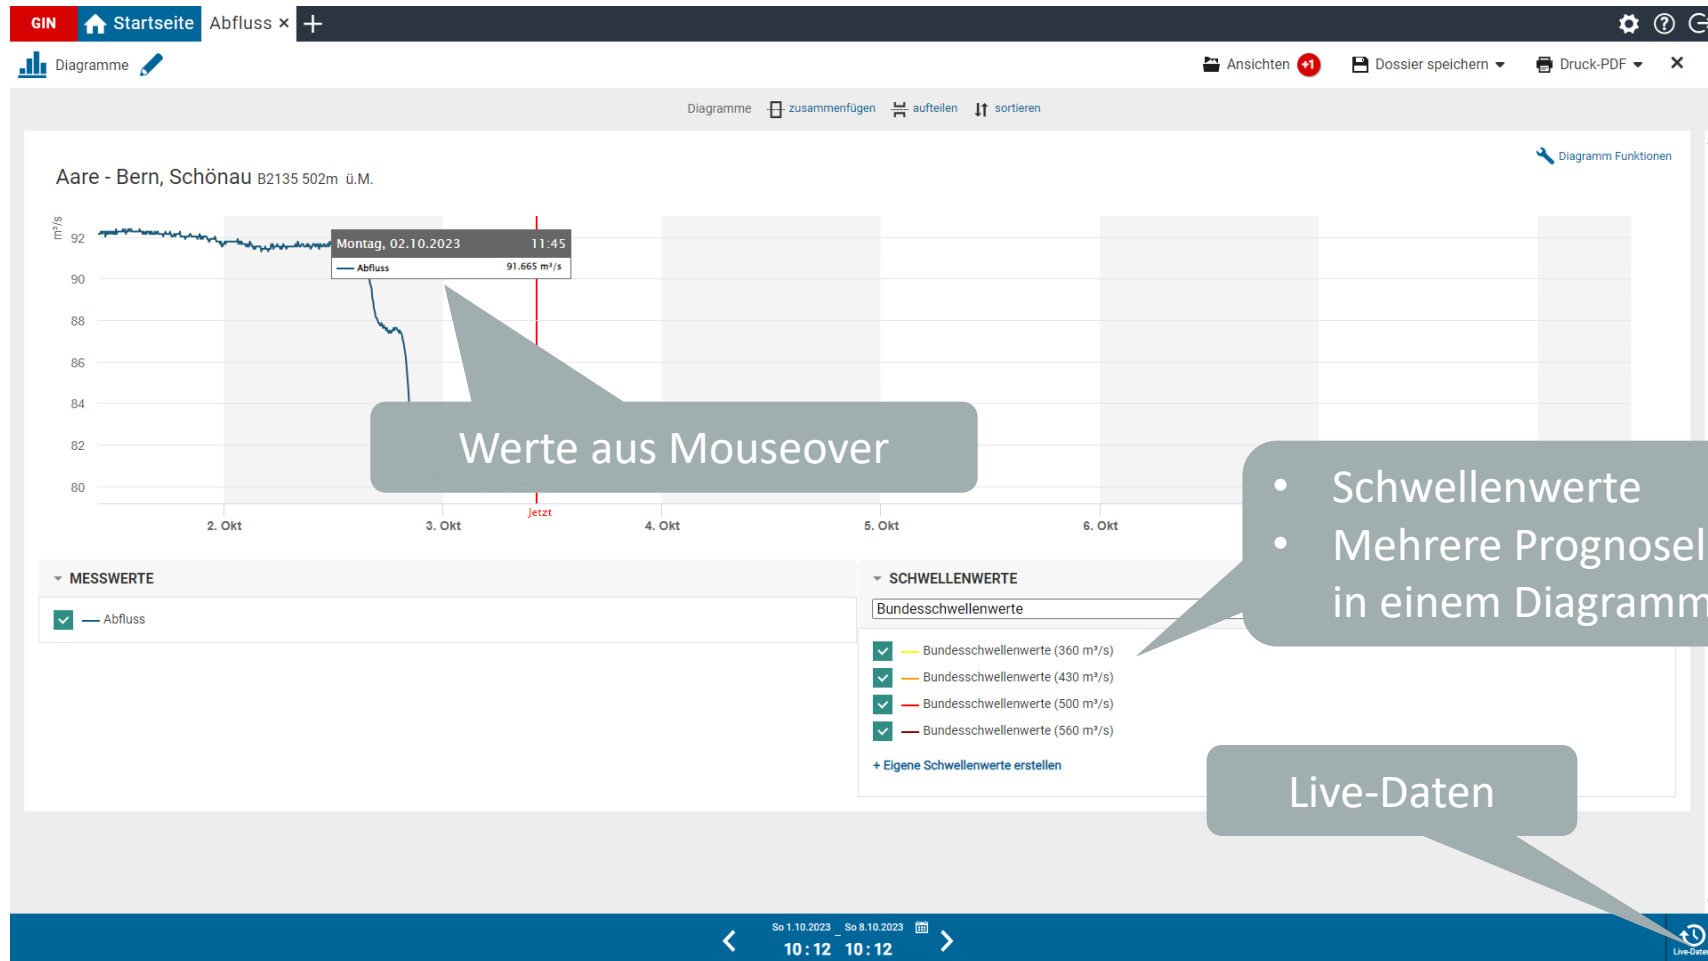 GIN Startseite Abfluss × +
Diagramme Ansichten +1 Dossier speichern Druck-PDF
Diagramme zusammenfügen aufteilen sortieren
Diagramm Funktionen
Aare - Bern, Schönau B2135 502m ü.M.
m³/s
92
90
88
86
84
82
80
Montag, 02.10.2023 11:45
Abfluss 91.665 m³/s
Werte aus Mouseover
Jetzt
2. Okt 3. Okt 4. Okt 5. Okt 6. Okt
• Schwellenwerte
• Mehrere Prognosel
in einem Diagramm
MESSWERTE
Abfluss
SCHWELLENWERTE
Bundesschwellenwerte
Bundesschwellenwerte (360 m³/s)
Bundesschwellenwerte (430 m³/s)
Bundesschwellenwerte (500 m³/s)
Bundesschwellenwerte (560 m³/s)
+ Eigene Schwellenwerte erstellen
Live-Daten
So 1.10.2023 _ So 8.10.2023
10:12 10:12
Live-Daten